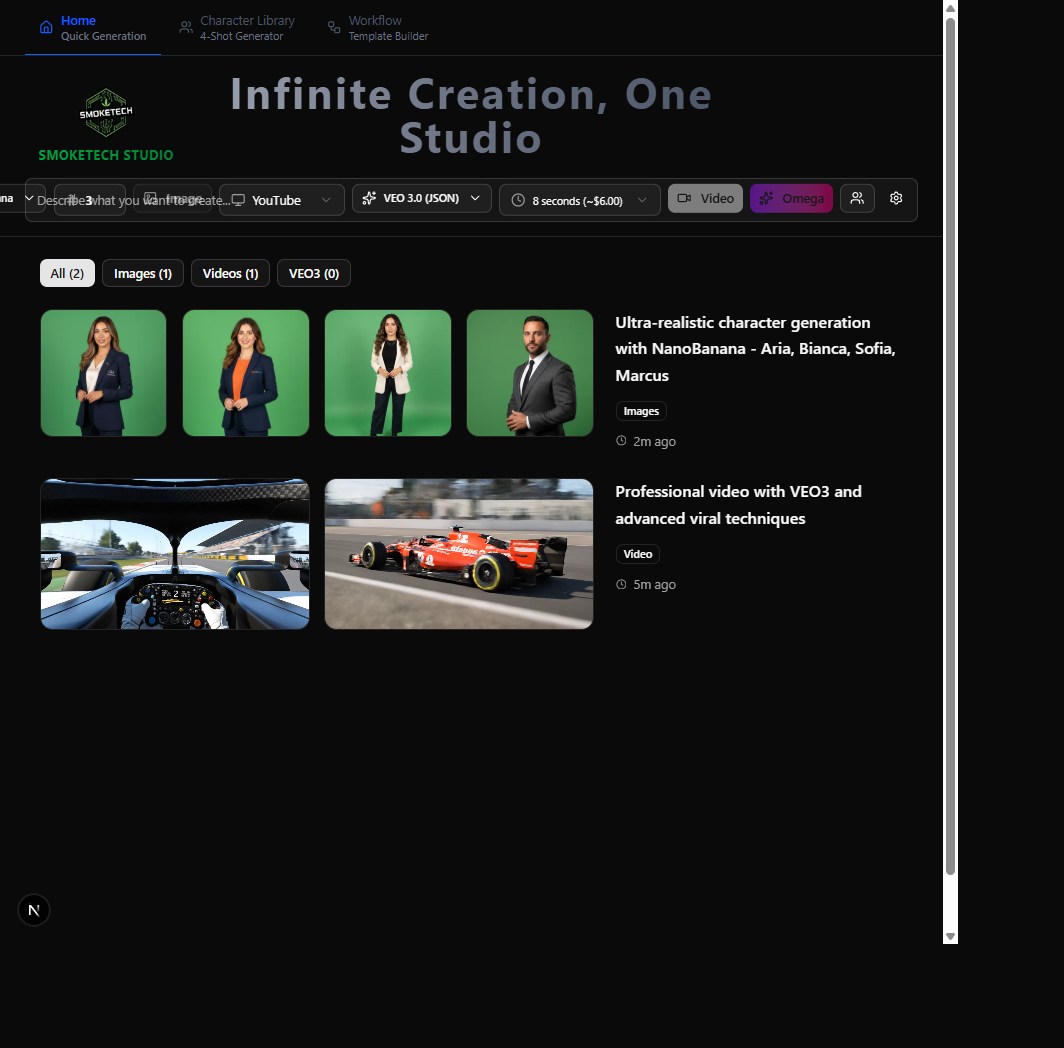 Home
Quick Generation
Character Library
4-Shot Generator
Workflow
Template Builder
SMOKETECH
SMOKETECH STUDIO
Infinite Creation, One
Studio
na
3
Image
Describe what you want to create...
YouTube
VEO 3.0 (JSON)
8 seconds (~$6.00)
Video
Omega
All (2)
Images (1)
Videos (1)
VEO3 (0)
Ultra-realistic character generation
with NanoBanana - Aria, Bianca, Sofia,
Marcus
Images
2m ago
Professional video with VEO3 and
advanced viral techniques
Video
5m ago
2
N